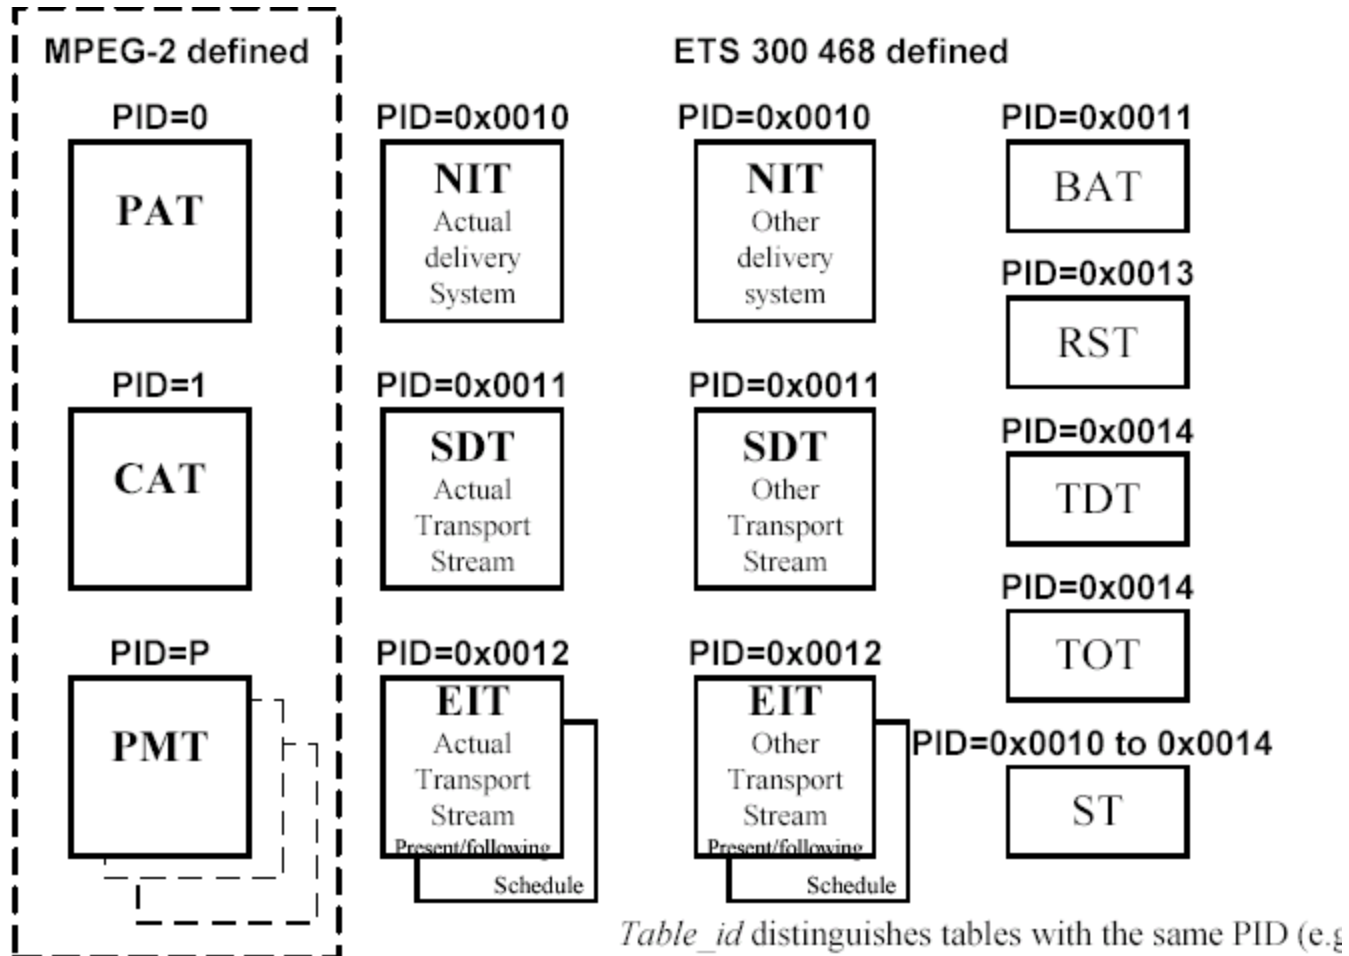 MPEG-2 defined
ETS 300 468 defined
PID=0
PID=0x0010
PID=0x0010
PID=0x0011
PAT
NIT
Actual
delivery
System
NIT
Other
delivery
system
BAT
PID=0x0013
RST
PID=1
PID=0x0011
PID=0x0011
CAT
SDT
Actual
Transport
Stream
SDT
Other
Transport
Stream
PID=0x0014
TDT
PID=0x0014
TOT
PID=P
PID=0x0012
PID=0x0012
PMT
EIT
Actual
Transport
Stream
Present/following
Schedule
EIT
Other
Transport
Stream
Present/following
Schedule
PID=0x0010 to 0x0014
ST
Table_id distinguishes tables with the same PID (e.g